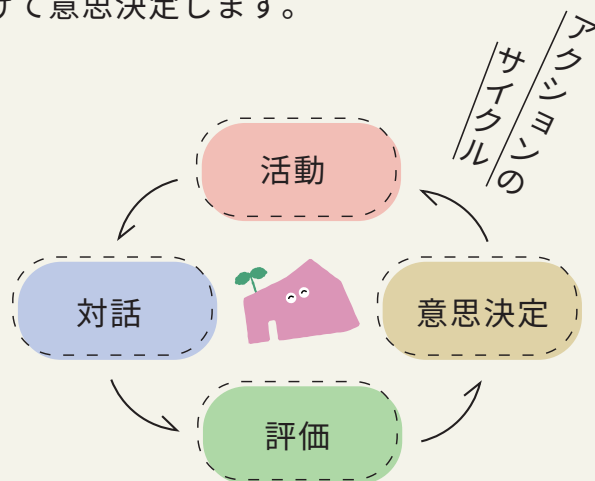 けて意思決定します。
アクションの
サイクル
活動
対話
意思決定
評価